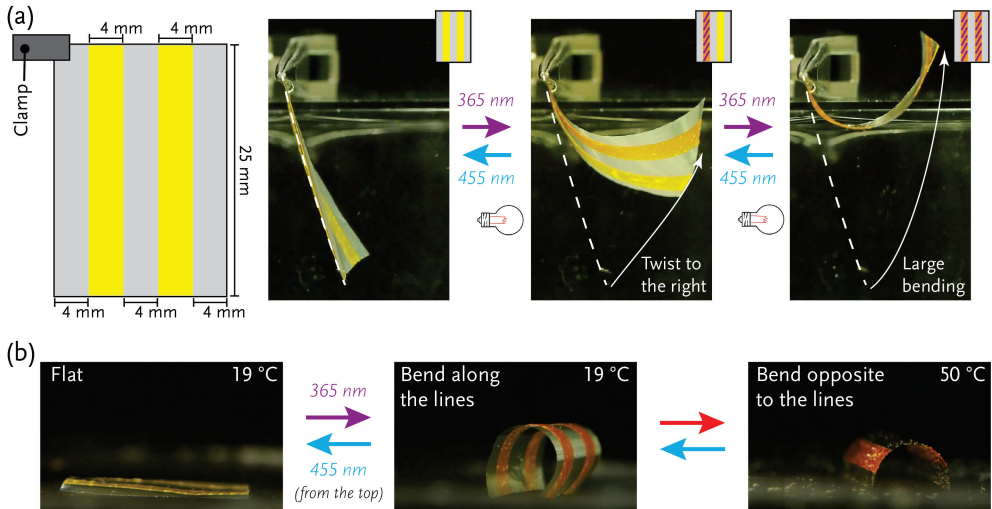 (a)
4 mm
4 mm
Clamp
25 mm
4 mm
4 mm
4 mm
365 nm
455 nm
Twist to
the right
365 nm
455 nm
Large
bending
(b)
Flat
19 °C
365 nm
455 nm
(from the top)
Bend along
the lines
19 °C
Bend opposite
to the lines
50 °C